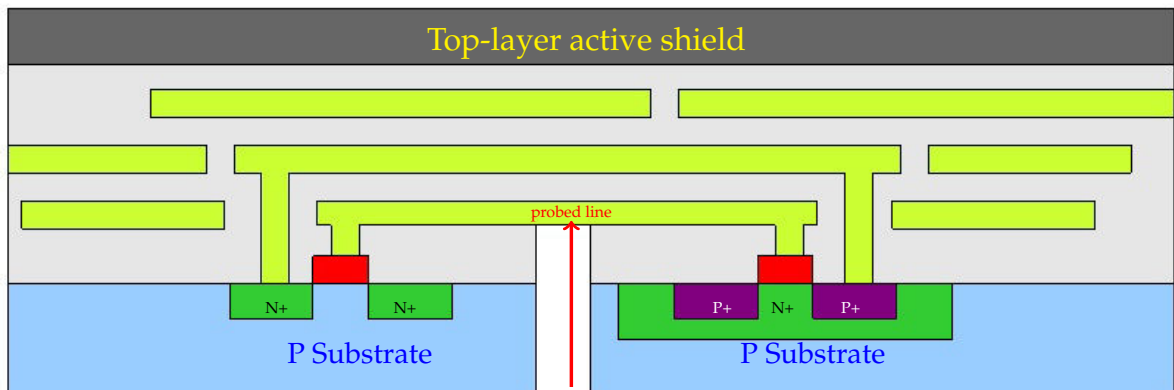 Top-layer active shield
probed line
N+
N+
P+
N+
P+
P Substrate
P Substrate